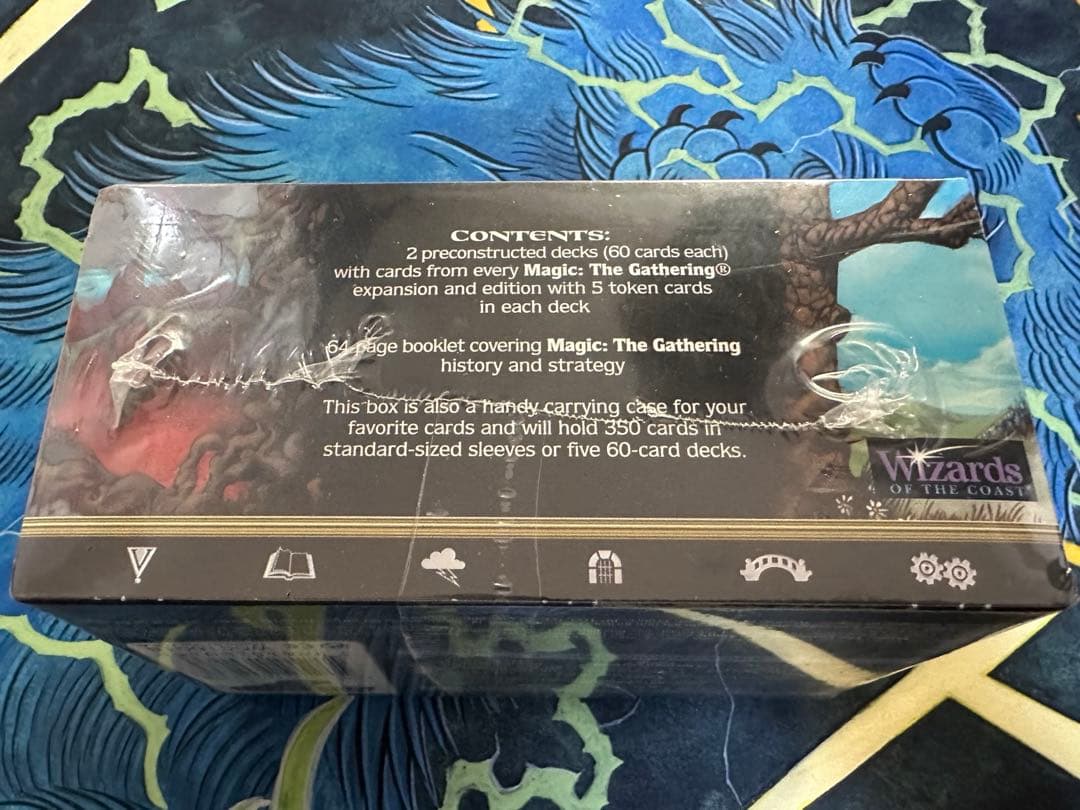 CONTENTS:
2 preconstructed decks (60 cards each)
with cards from every Magic: The Gathering®
expansion and edition with 5 token cards
in each deck
64-page booklet covering Magic: The Gathering
history and strategy
This box is also a handy carrying case for your
favorite cards and will hold 350 cards in
standard-sized sleeves or five 60-card decks.
Wizards
OF THE COAST®